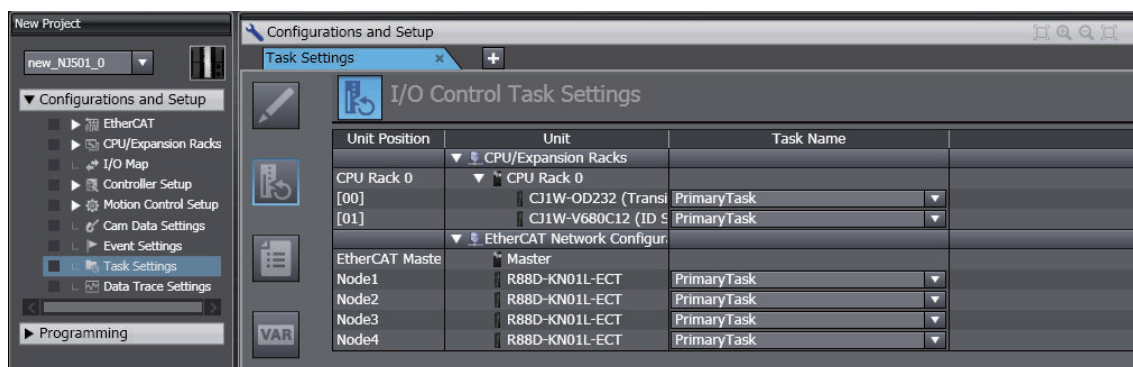 New Project
new_NJ501_0
Configurations and Setup
EtherCAT
CPU/Expansion Racks
I/O Map
Controller Setup
Motion Control Setup
Cam Data Settings
Event Settings
Task Settings
Data Trace Settings
Programming
Configurations and Setup
Task Settings
I/O Control Task Settings
VAR
Unit Position Unit Task Name
CPU/Expansion Racks
CPU Rack 0 CPU Rack 0
[00] CJ1W-OD232 (Transi PrimaryTask
[01] CJ1W-V680C12 (ID S PrimaryTask
EtherCAT Network Configur
EtherCAT Maste Master
Node1 R88D-KN01L-ECT PrimaryTask
Node2 R88D-KN01L-ECT PrimaryTask
Node3 R88D-KN01L-ECT PrimaryTask
Node4 R88D-KN01L-ECT PrimaryTask